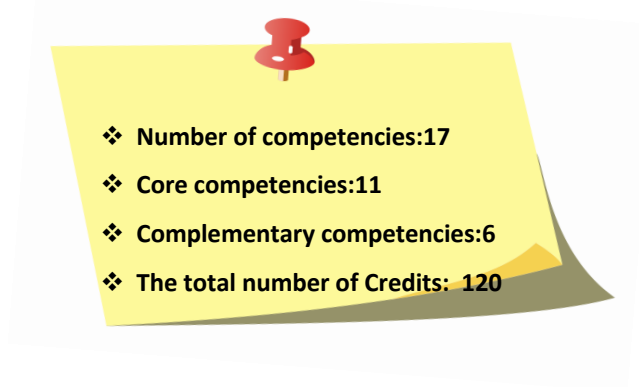 ❖ Number of competencies:17
❖ Core competencies:11
❖ Complementary competencies:6
❖ The total number of Credits: 120